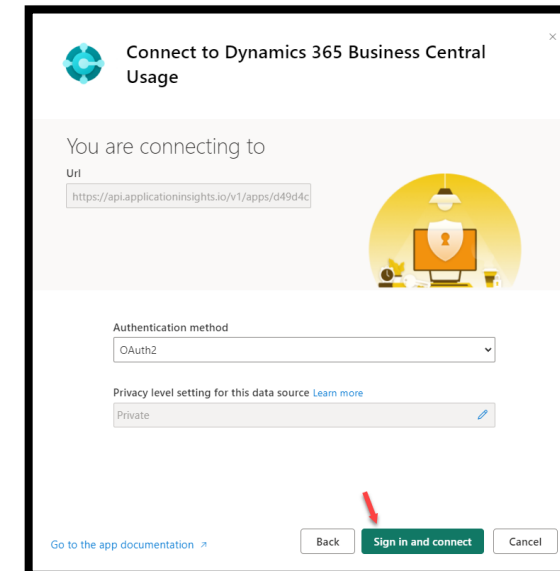 Connect to Dynamics 365 Business Central
Usage
You are connecting to
Url
https://api.applicationinsights.io/v1/apps/d49d4c
Authentication method
OAuth2
Privacy level setting for this data source Learn more
Private
Go to the app documentation
Back
Sign in and connect
Cancel